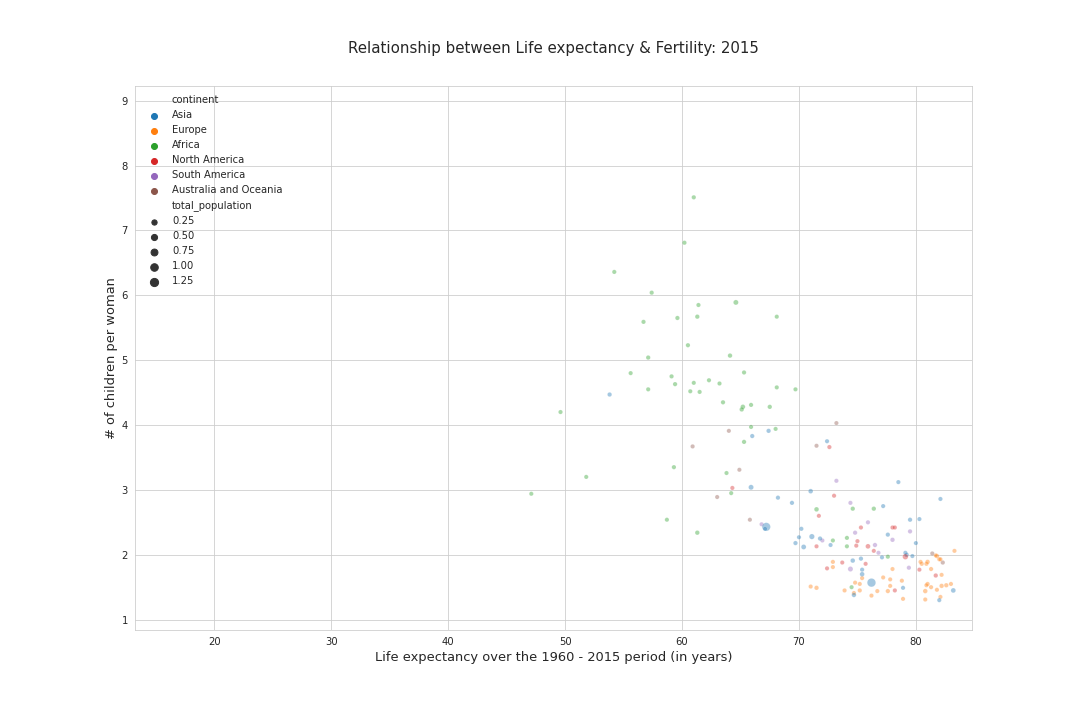 Relationship between Life expectancy & Fertility: 2015
continent
Asia
Europe
Africa
North America
South America
Australia and Oceania
total_population
0.25
0.50
0.75
1.00
1.25
9
8
7
6
5
4
3
2
1
# of children per woman
20 30 40 50 60 70 80
Life expectancy over the 1960 - 2015 period (in years)